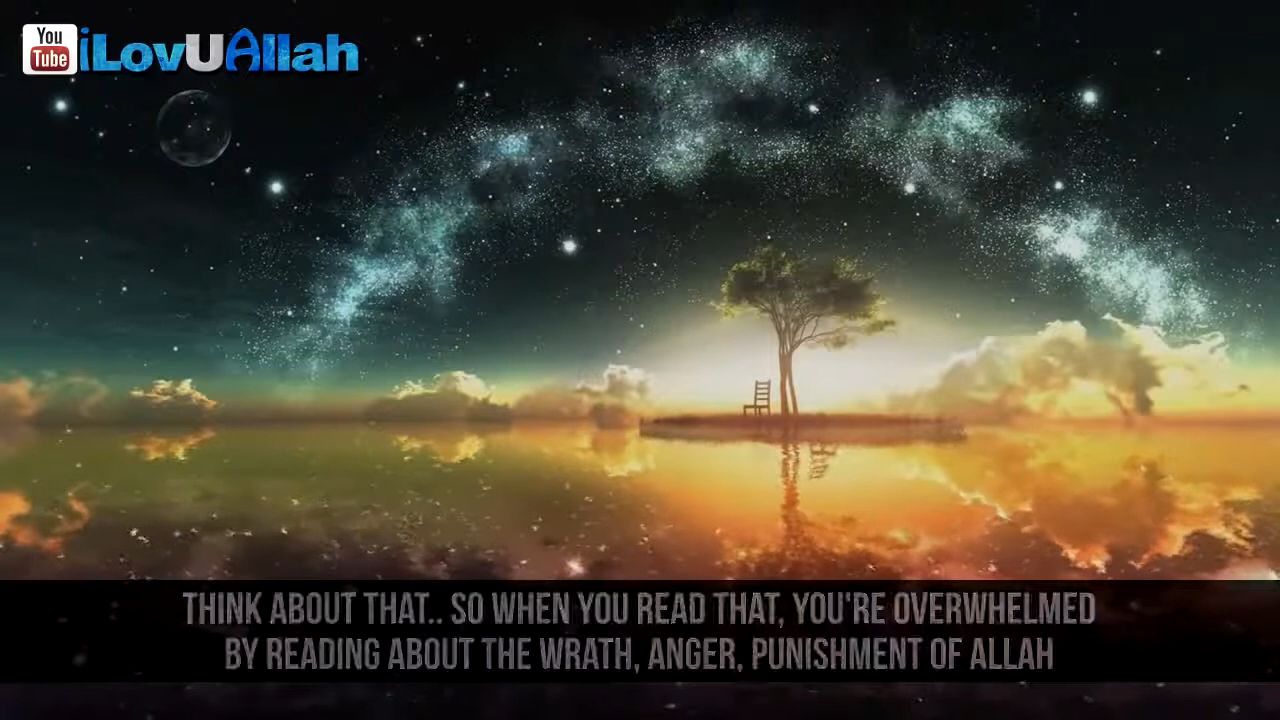 You
Tube
iLovUAllah
THINK ABOUT THAT.. SO WHEN YOU READ THAT, YOU'RE OVERWHELMED
BY READING ABOUT THE WRATH, ANGER, PUNISHMENT OF ALLAH